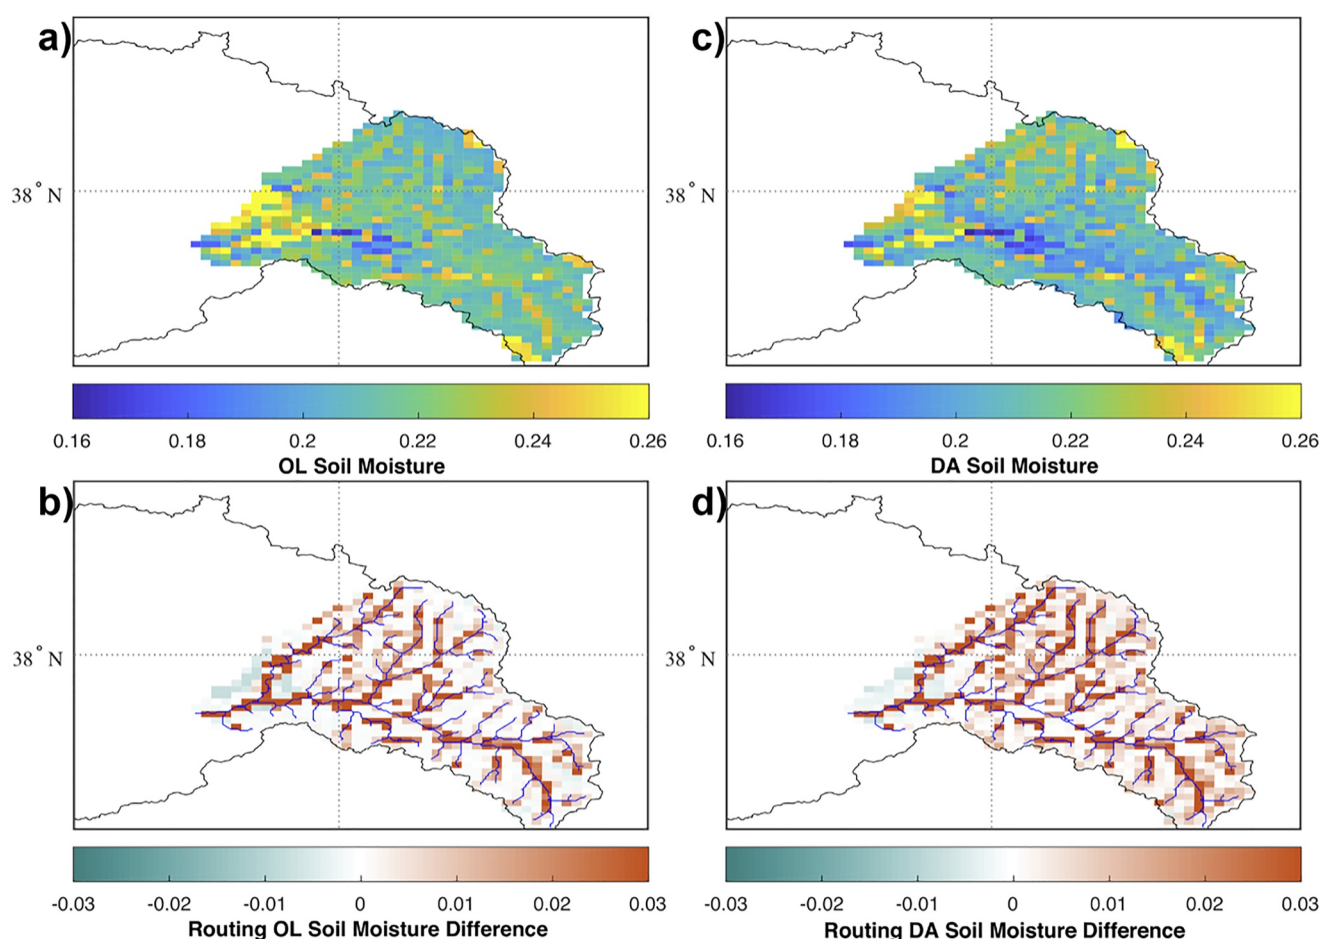 a)
38° N
0.16 0.18 0.2 0.22 0.24 0.26
OL Soil Moisture
c)
38° N
0.16 0.18 0.2 0.22 0.24 0.26
DA Soil Moisture
b)
38° N
-0.03 -0.02 -0.01 0 0.01 0.02 0.03
Routing OL Soil Moisture Difference
d)
38° N
-0.03 -0.02 -0.01 0 0.01 0.02 0.03
Routing DA Soil Moisture Difference